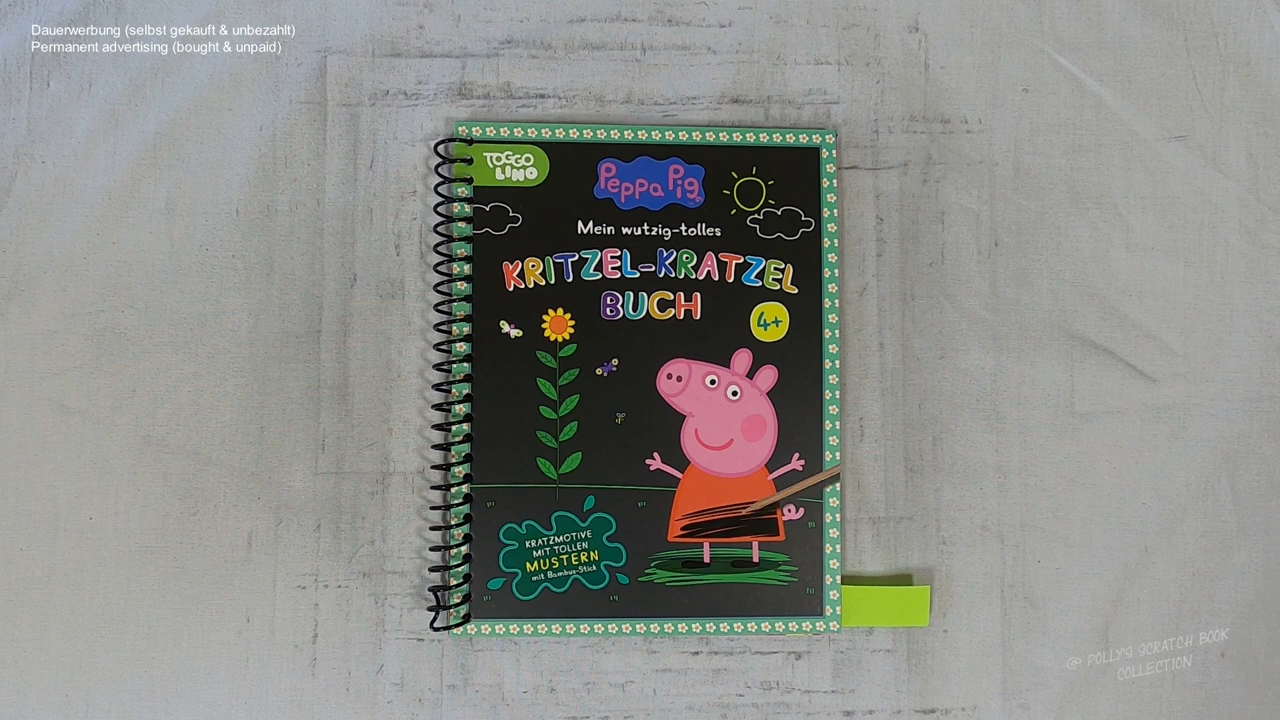 Dauerwerbung (selbst gekauft & unbezahlt)
Permanent advertising (bought & unpaid)
TOGGO
LINO
Peppa Pig
Mein wutzig-tolles
KRITZEL-KRATZEL
BUCH
4+
KRATZMOTIVE
MIT TOLLEN
MUSTERN
mit Bambus-Stick
@ POLLY'S SCRATCH BOOK
COLLECTION